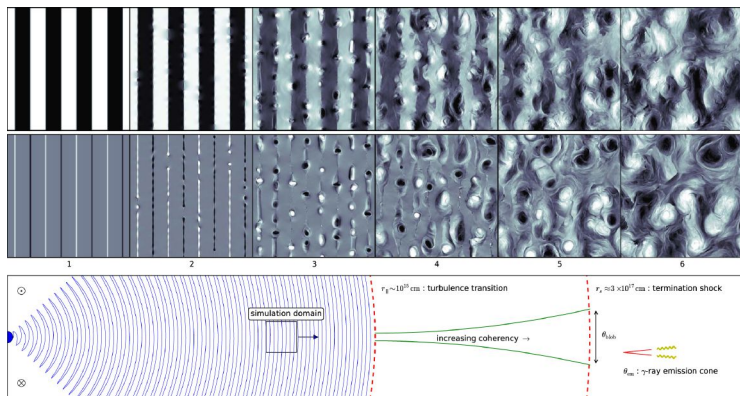 1 2 3 4 5 6
r_∥ ~ 10^16 cm : turbulence transition
r_s ≈ 3 × 10^17 cm : termination shock
simulation domain
increasing coherency →
θ_blob
θ_em : γ-ray emission cone